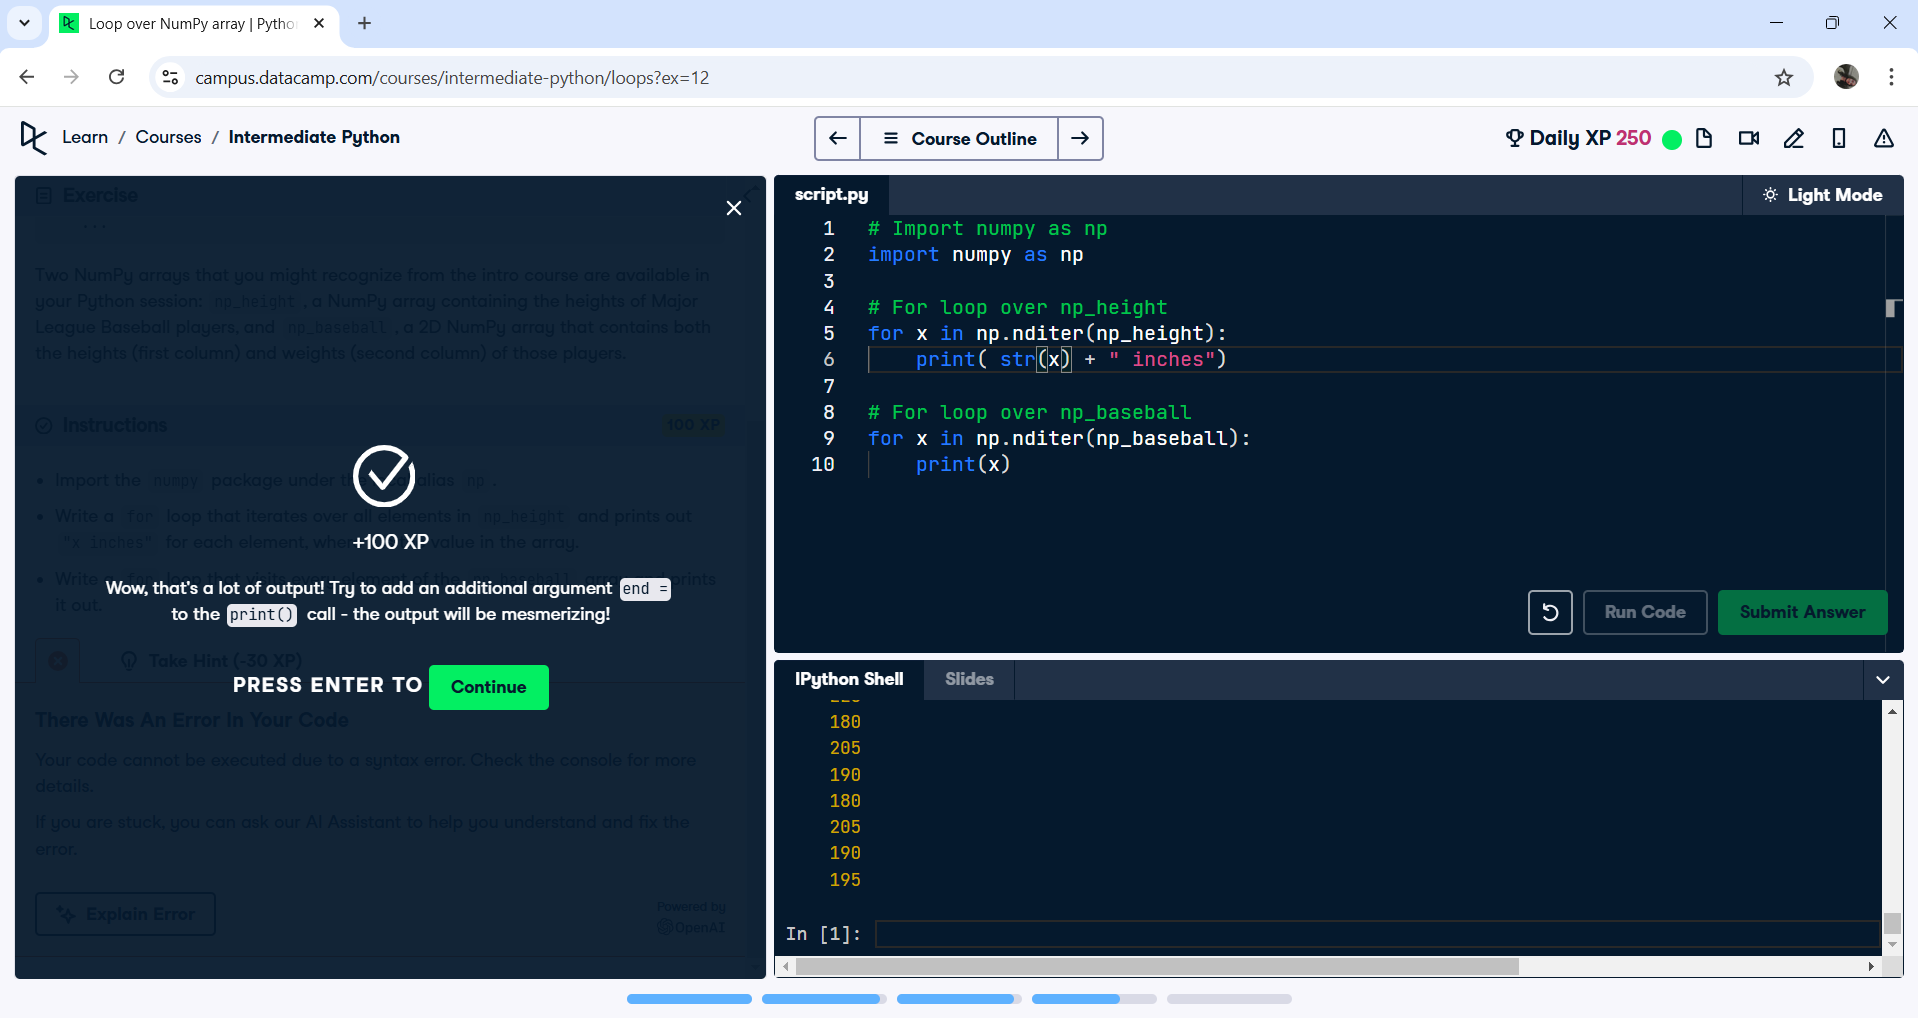 Loop over NumPy array | Pytho
campus.datacamp.com/courses/intermediate-python/loops?ex=12
Learn / Courses / Intermediate Python
Course Outline
Daily XP 250
Exercise
...
Two NumPy arrays that you might recognize from the intro course are available in
your Python session: np_height , a NumPy array containing the heights of Major
League Baseball players, and np_baseball , a 2D NumPy array that contains both
the heights (first column) and weights (second column) of those players.
Instructions
100 XP
Import the numpy package under the alias np .
Write a for loop that iterates over all elements in np_height and prints out
"x inches" for each element, where value in the array.
+100 XP
Write a for loop that visits every element of the np_baseball array and prints
it out.
Wow, that's a lot of output! Try to add an additional argument end =
to the print() call - the output will be mesmerizing!
Take Hint (-30 XP)
PRESS ENTER TO Continue
There Was An Error In Your Code
Your code cannot be executed due to a syntax error. Check the console for more
details.
If you are stuck, you can ask our AI Assistant to help you understand and fix the
error.
Explain Error
Powered by
OpenAI
script.py
Light Mode
1 # Import numpy as np
2 import numpy as np
3
4 # For loop over np_height
5 for x in np.nditer(np_height):
6 print( str(x) + " inches")
7
8 # For loop over np_baseball
9 for x in np.nditer(np_baseball):
10 print(x)
Run Code
Submit Answer
IPython Shell
Slides
180
205
190
180
205
190
195
In [1]: